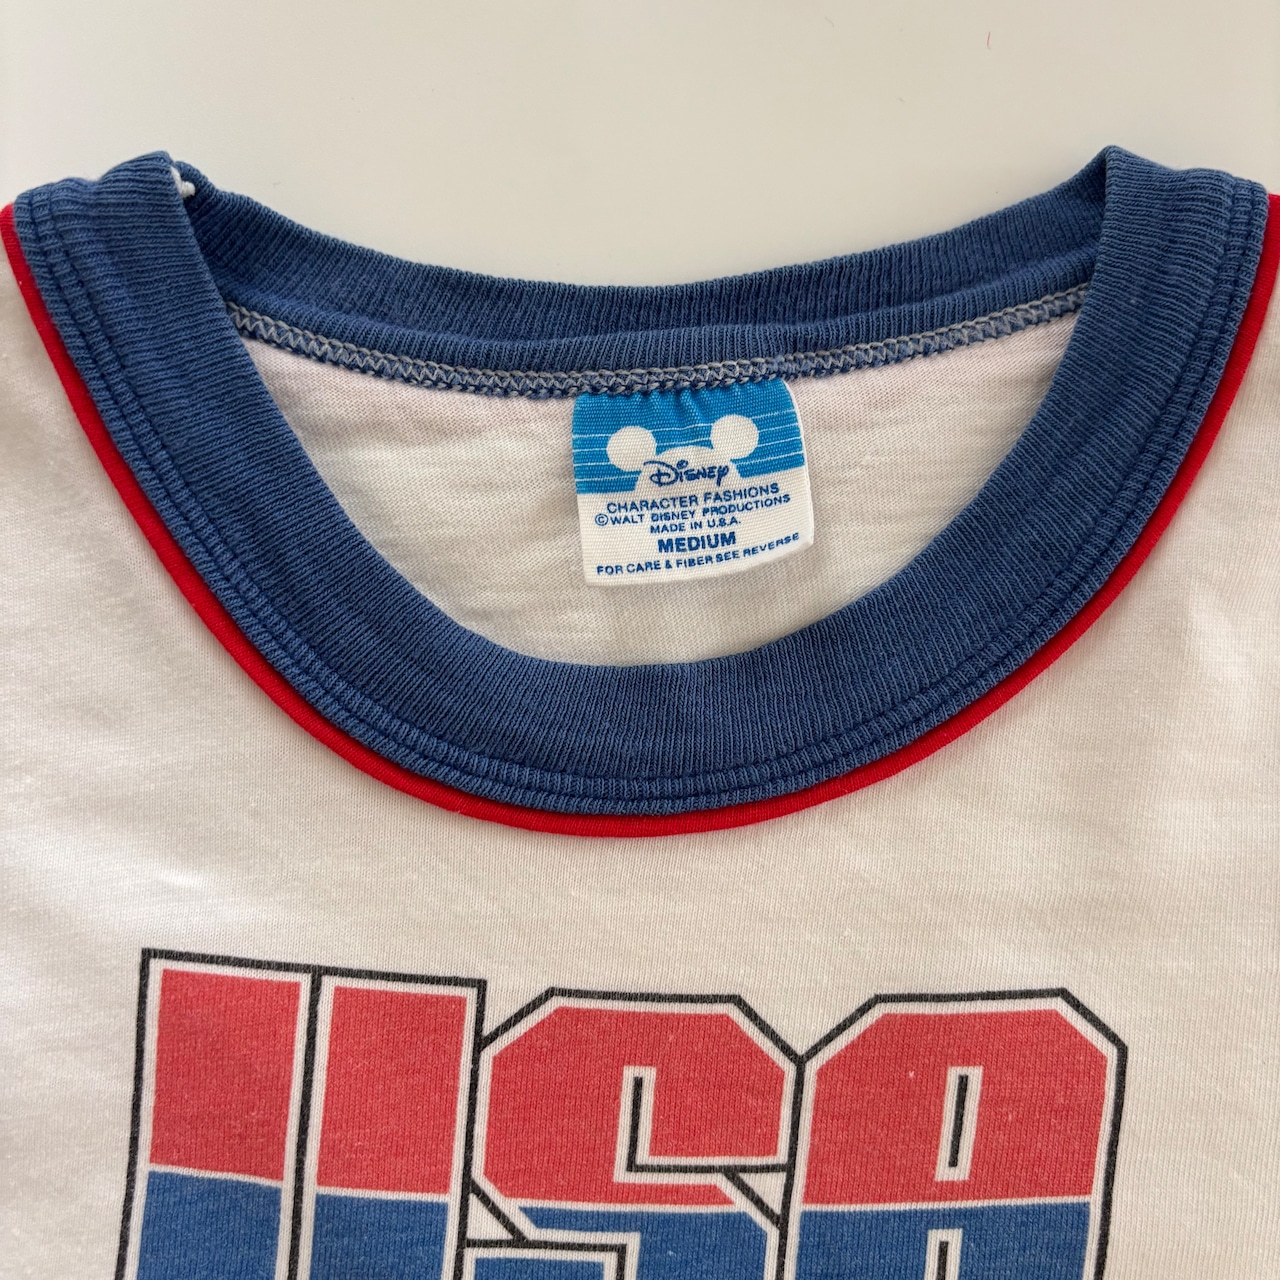 Disney
CHARACTER FASHIONS
©WALT DISNEY PRODUCTIONS
MADE IN U.S.A.
MEDIUM
FOR CARE & FIBER SEE REVERSE
USA